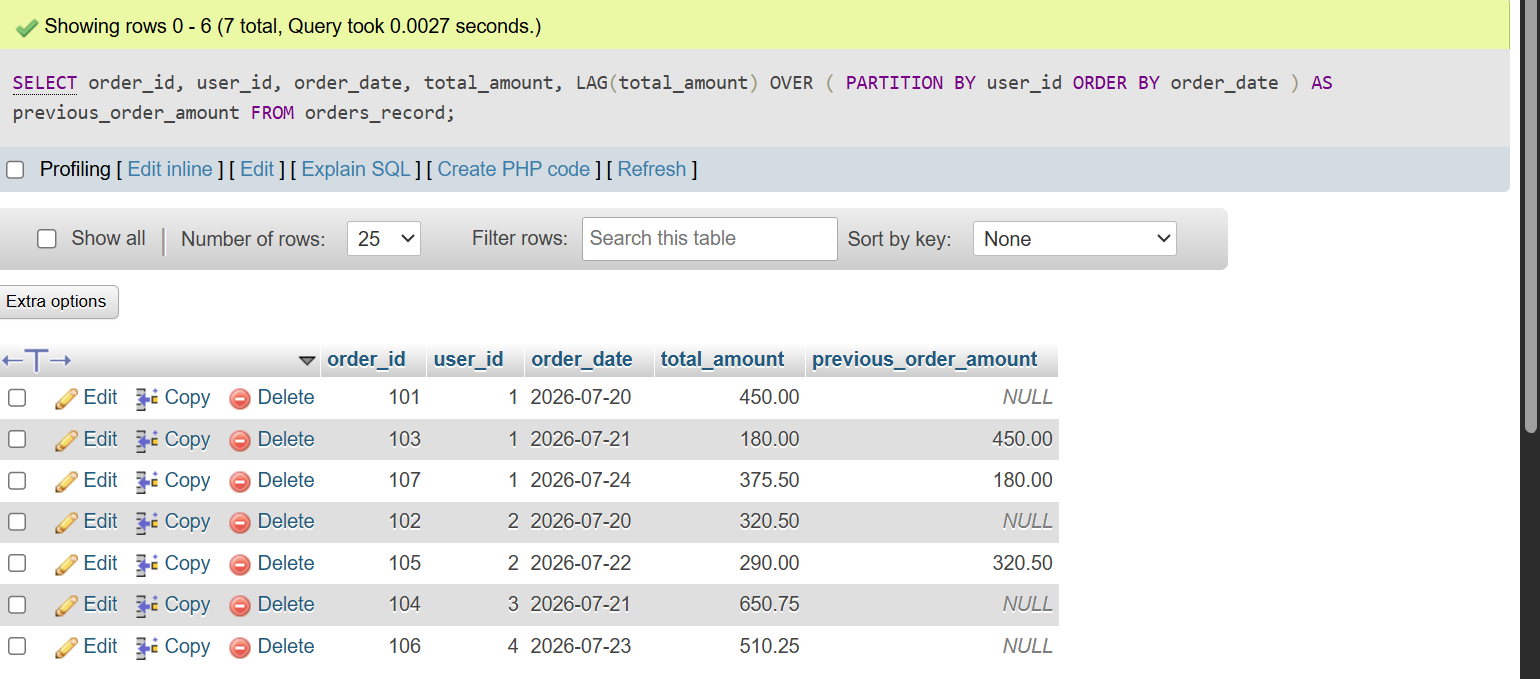 Showing rows 0 - 6 (7 total, Query took 0.0027 seconds.)
SELECT order_id, user_id, order_date, total_amount, LAG(total_amount) OVER ( PARTITION BY user_id ORDER BY order_date ) AS
previous_order_amount FROM orders_record;
Profiling [ Edit inline ] [ Edit ] [ Explain SQL ] [ Create PHP code ] [ Refresh ]
Show all Number of rows: 25 Filter rows: Search this table Sort by key: None
Extra options
order_id user_id order_date total_amount previous_order_amount
Edit Copy Delete 101 1 2026-07-20 450.00 NULL
Edit Copy Delete 103 1 2026-07-21 180.00 450.00
Edit Copy Delete 107 1 2026-07-24 375.50 180.00
Edit Copy Delete 102 2 2026-07-20 320.50 NULL
Edit Copy Delete 105 2 2026-07-22 290.00 320.50
Edit Copy Delete 104 3 2026-07-21 650.75 NULL
Edit Copy Delete 106 4 2026-07-23 510.25 NULL